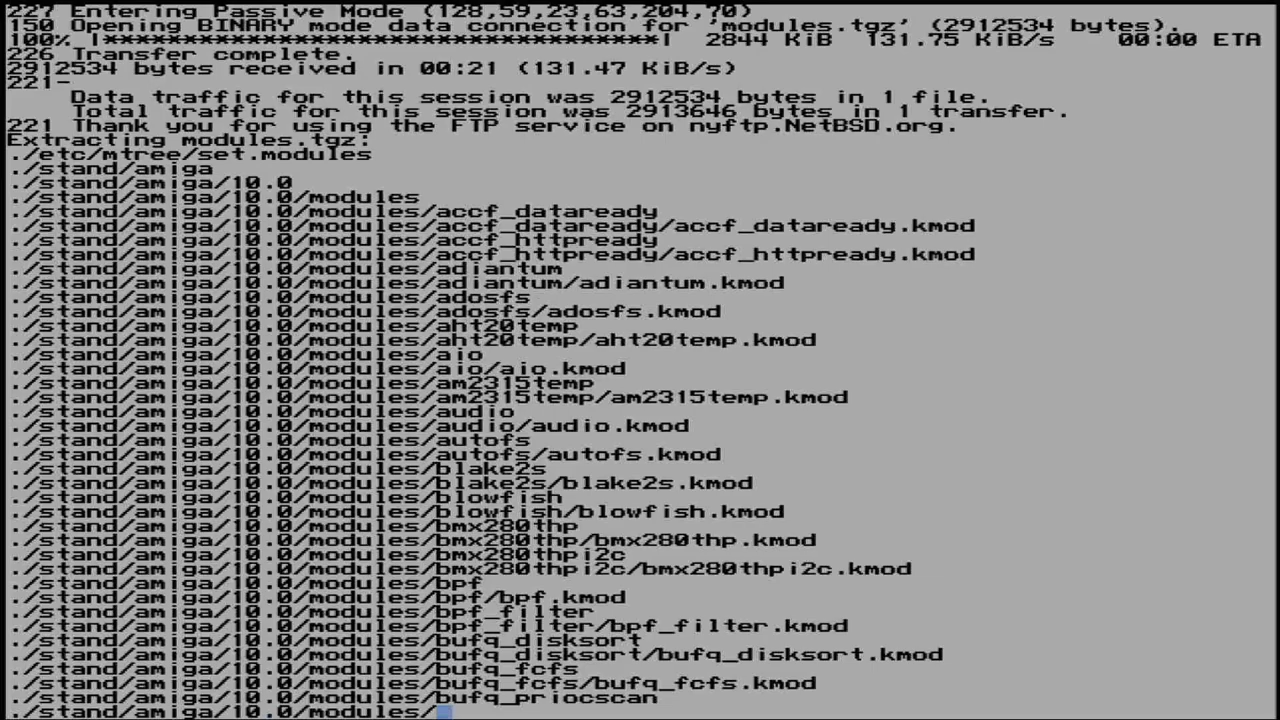 227 Entering Passive Mode (128,59,23,63,204,70)
150 Opening BINARY mode data connection for 'modules.tgz' (2912534 bytes).
100% |***********************************| 2844 KiB 131.75 KiB/s 00:00 ETA
226 Transfer complete.
2912534 bytes received in 00:21 (131.47 KiB/s)
221-
Data traffic for this session was 2912534 bytes in 1 file.
Total traffic for this session was 2913646 bytes in 1 transfer.
221 Thank you for using the FTP service on nyftp.NetBSD.org.
Extracting modules.tgz:
./etc/mtree/set.modules
./stand/amiga
./stand/amiga/10.0
./stand/amiga/10.0/modules
./stand/amiga/10.0/modules/accf_dataready
./stand/amiga/10.0/modules/accf_dataready/accf_dataready.kmod
./stand/amiga/10.0/modules/accf_httpready
./stand/amiga/10.0/modules/accf_httpready/accf_httpready.kmod
./stand/amiga/10.0/modules/adiantum
./stand/amiga/10.0/modules/adiantum/adiantum.kmod
./stand/amiga/10.0/modules/adosfs
./stand/amiga/10.0/modules/adosfs/adosfs.kmod
./stand/amiga/10.0/modules/aht20temp
./stand/amiga/10.0/modules/aht20temp/aht20temp.kmod
./stand/amiga/10.0/modules/aio
./stand/amiga/10.0/modules/aio/aio.kmod
./stand/amiga/10.0/modules/am2315temp
./stand/amiga/10.0/modules/am2315temp/am2315temp.kmod
./stand/amiga/10.0/modules/audio
./stand/amiga/10.0/modules/audio/audio.kmod
./stand/amiga/10.0/modules/autofs
./stand/amiga/10.0/modules/autofs/autofs.kmod
./stand/amiga/10.0/modules/blake2s
./stand/amiga/10.0/modules/blake2s/blake2s.kmod
./stand/amiga/10.0/modules/blowfish
./stand/amiga/10.0/modules/blowfish/blowfish.kmod
./stand/amiga/10.0/modules/bmx280thp
./stand/amiga/10.0/modules/bmx280thp/bmx280thp.kmod
./stand/amiga/10.0/modules/bmx280thpi2c
./stand/amiga/10.0/modules/bmx280thpi2c/bmx280thpi2c.kmod
./stand/amiga/10.0/modules/bpf
./stand/amiga/10.0/modules/bpf/bpf.kmod
./stand/amiga/10.0/modules/bpf_filter
./stand/amiga/10.0/modules/bpf_filter/bpf_filter.kmod
./stand/amiga/10.0/modules/bufq_disksort
./stand/amiga/10.0/modules/bufq_disksort/bufq_disksort.kmod
./stand/amiga/10.0/modules/bufq_fcfs
./stand/amiga/10.0/modules/bufq_fcfs/bufq_fcfs.kmod
./stand/amiga/10.0/modules/bufq_priocscan
./stand/amiga/10.0/modules/